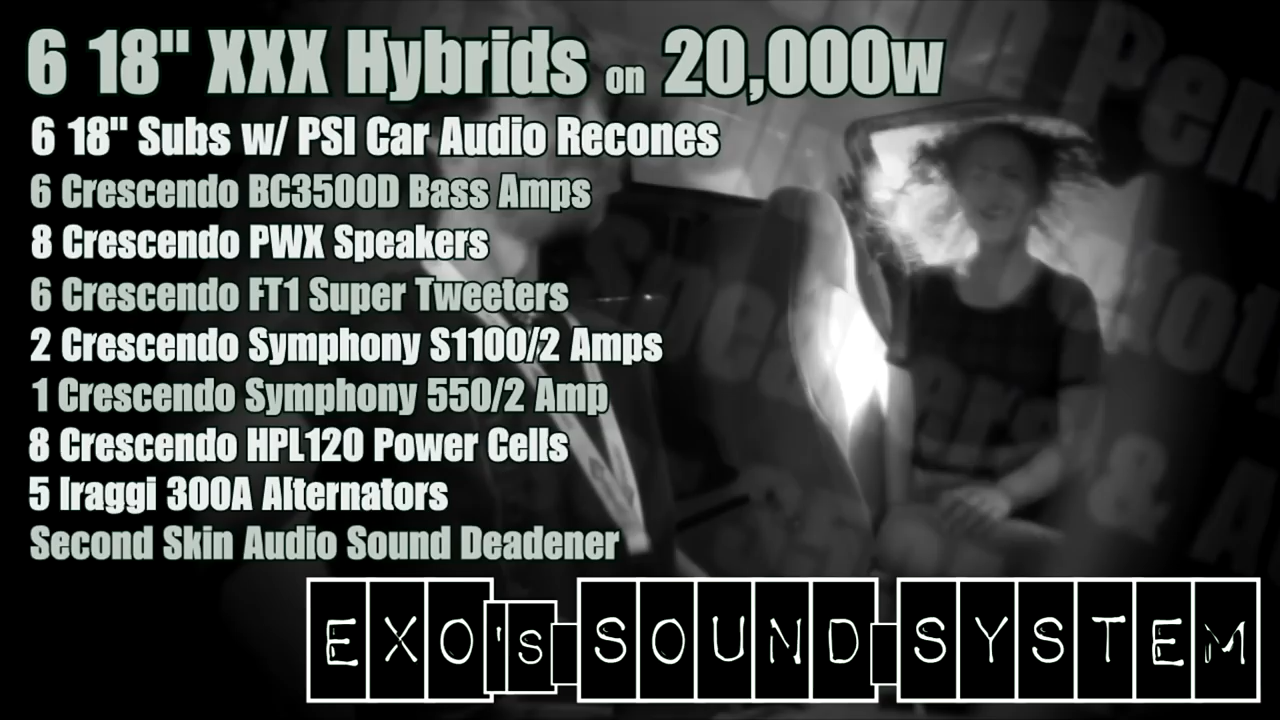 6 18" XXX Hybrids on 20,000w
6 18" Subs w/ PSI Car Audio Recones
6 Crescendo BC3500D Bass Amps
8 Crescendo PWX Speakers
6 Crescendo FT1 Super Tweeters
2 Crescendo Symphony S1100/2 Amps
1 Crescendo Symphony 550/2 Amp
8 Crescendo HPL120 Power Cells
5 Iraggi 300A Alternators
Second Skin Audio Sound Deadener
EXO's SOUND SYSTEM